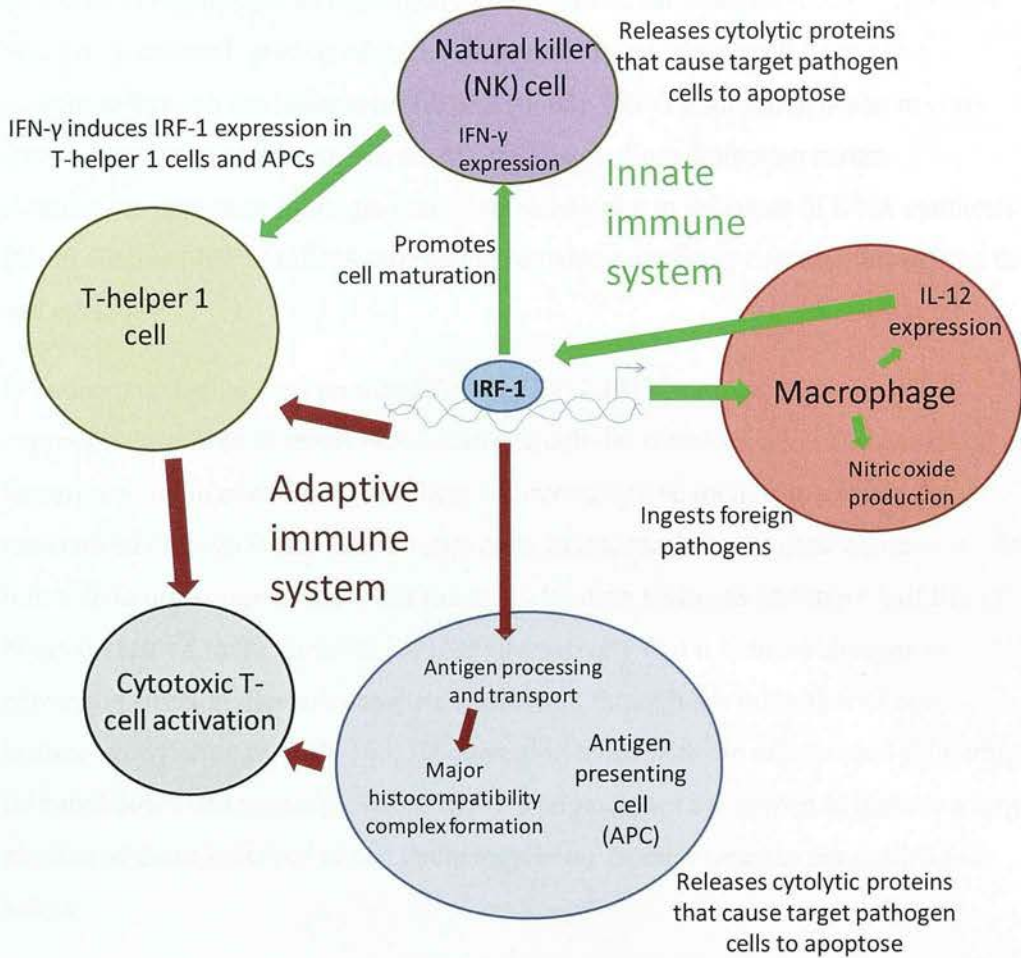 Natural killer
(NK) cell
IFN-γ
expression
Releases cytolytic proteins
that cause target pathogen
cells to apoptose
IFN-γ induces IRF-1 expression in
T-helper 1 cells and APCs
Innate
immune
system
Promotes
cell maturation
T-helper 1
cell
IL-12
expression
IRF-1
Macrophage
Nitric oxide
production
Adaptive
immune
system
Ingests foreign
pathogens
Cytotoxic T-
cell activation
Antigen processing
and transport
Major
histocompatibility
complex formation
Antigen
presenting
cell
(APC)
Releases cytolytic proteins
that cause target pathogen
cells to apoptose